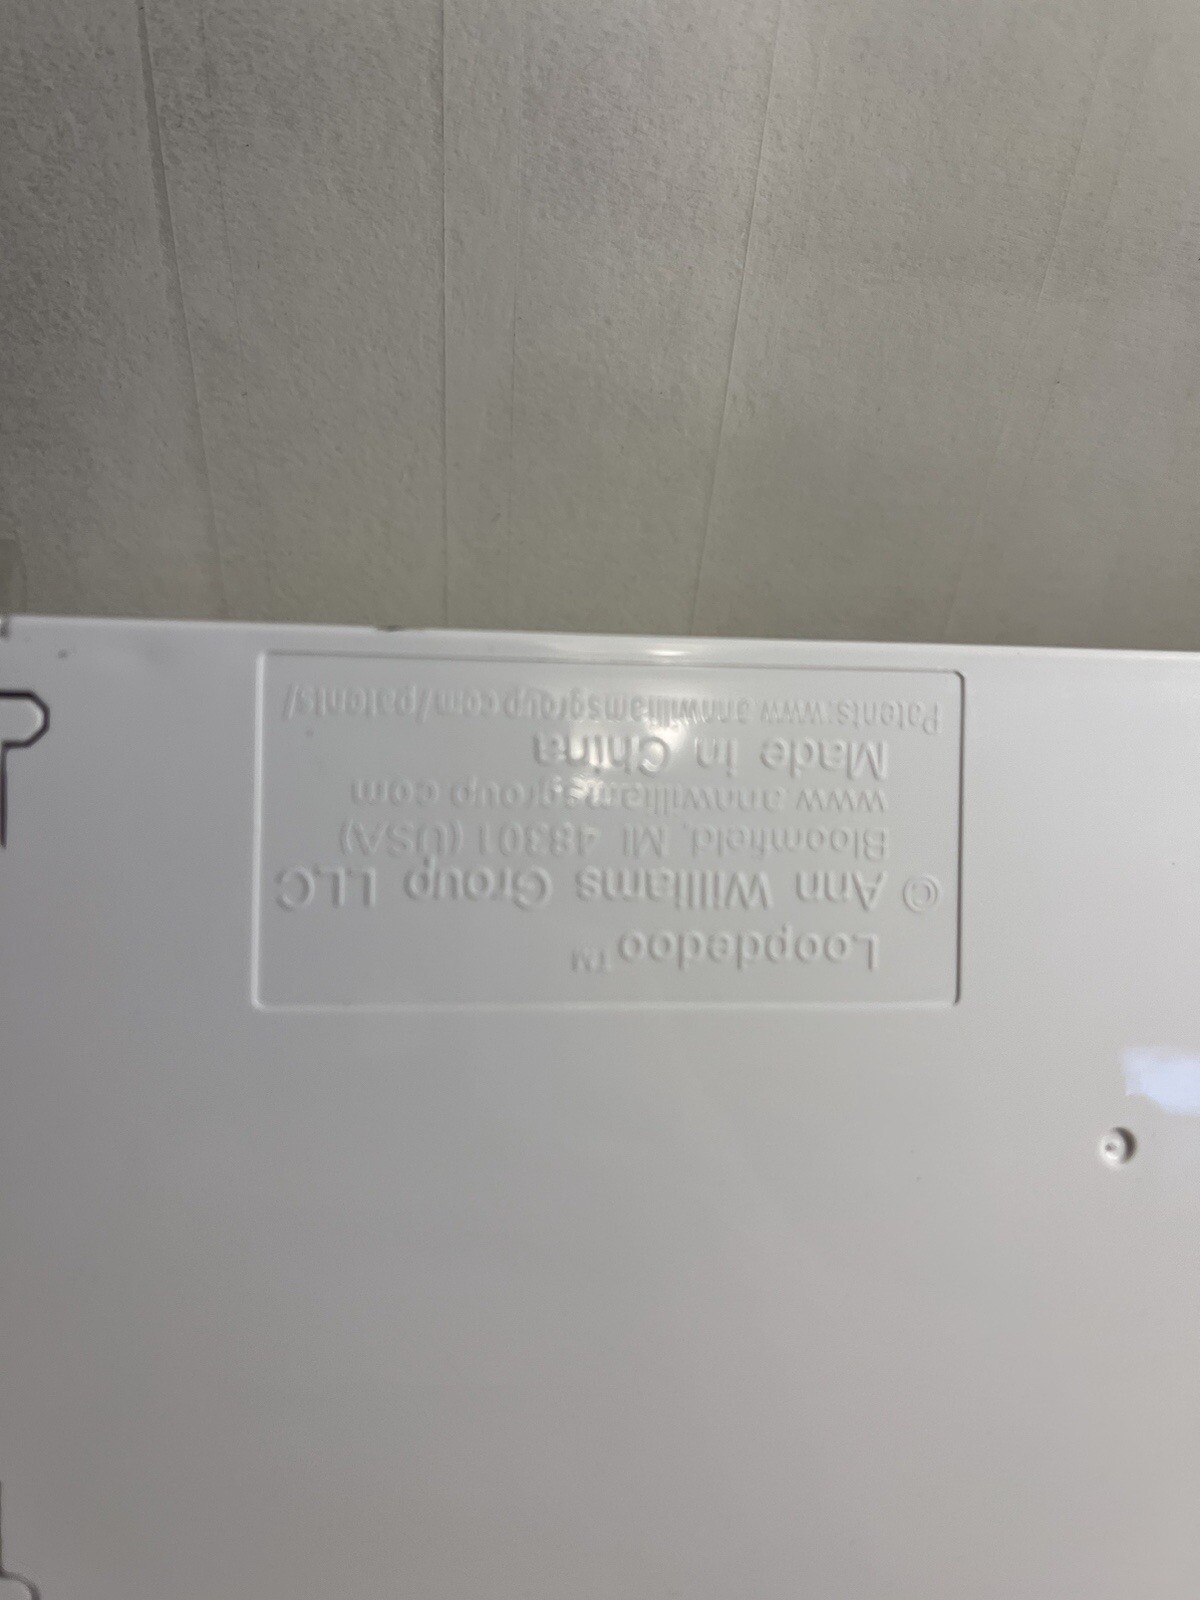 Loopdedoo™
© Ann Williams Group LLC
Bloomfield, MI 48301 (USA)
www.annwilliamsgroup.com
Made in China
Patents:www.annwilliamsgroup.com/patents/